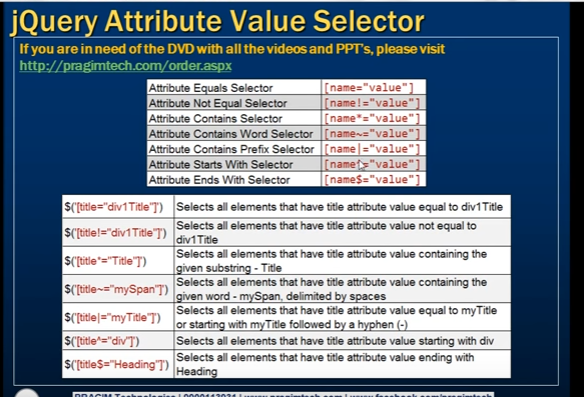 jQuery Attribute Value Selector
If you are in need of the DVD with all the videos and PPT's, please visit
http://pragimtech.com/order.aspx
Attribute Equals Selector [name="value"]
Attribute Not Equal Selector [name!="value"]
Attribute Contains Selector [name*="value"]
Attribute Contains Word Selector [name~="value"]
Attribute Contains Prefix Selector [name|="value"]
Attribute Starts With Selector [name^="value"]
Attribute Ends With Selector [name$="value"]
$('[title="div1Title"]') Selects all elements that have title attribute value equal to div1Title
$('[title!="div1Title"]') Selects all elements that have title attribute value not equal to
div1Title
$('[title*="Title"]') Selects all elements that have title attribute value containing the
given substring - Title
$('[title~="mySpan"]') Selects all elements that have title attribute value containing the
given word - mySpan, delimited by spaces
$('[title|="myTitle"]') Selects all elements that have title attribute value equal to myTitle
or starting with myTitle followed by a hyphen (-)
$('[title^="div"]') Selects all elements that have title attribute value starting with div
$('[title$="Heading"]') Selects all elements that have title attribute value ending with
Heading
PRAGIM Technologies | 9900113931 | www.pragimtech.com | www.facebook.com/pragimtech